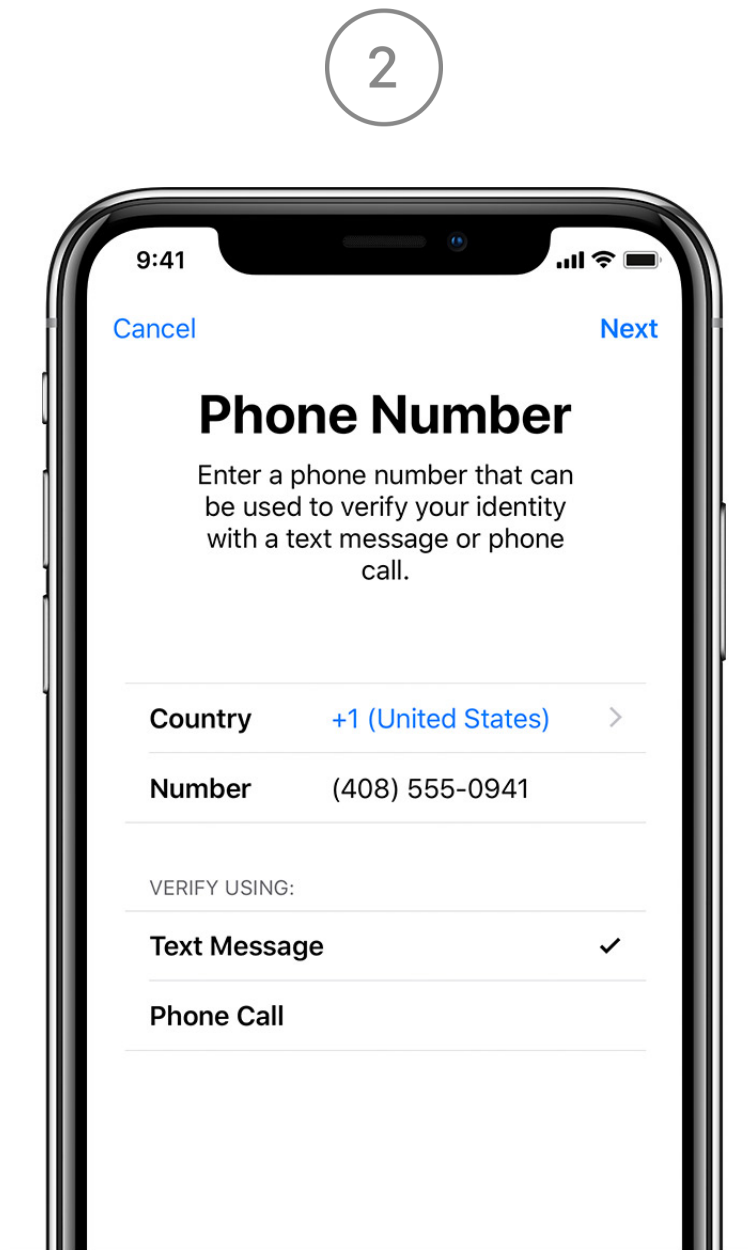 2
9:41
Cancel
Next
Phone Number
Enter a phone number that can
be used to verify your identity
with a text message or phone
call.
Country +1 (United States)
Number (408) 555-0941
VERIFY USING:
Text Message
Phone Call